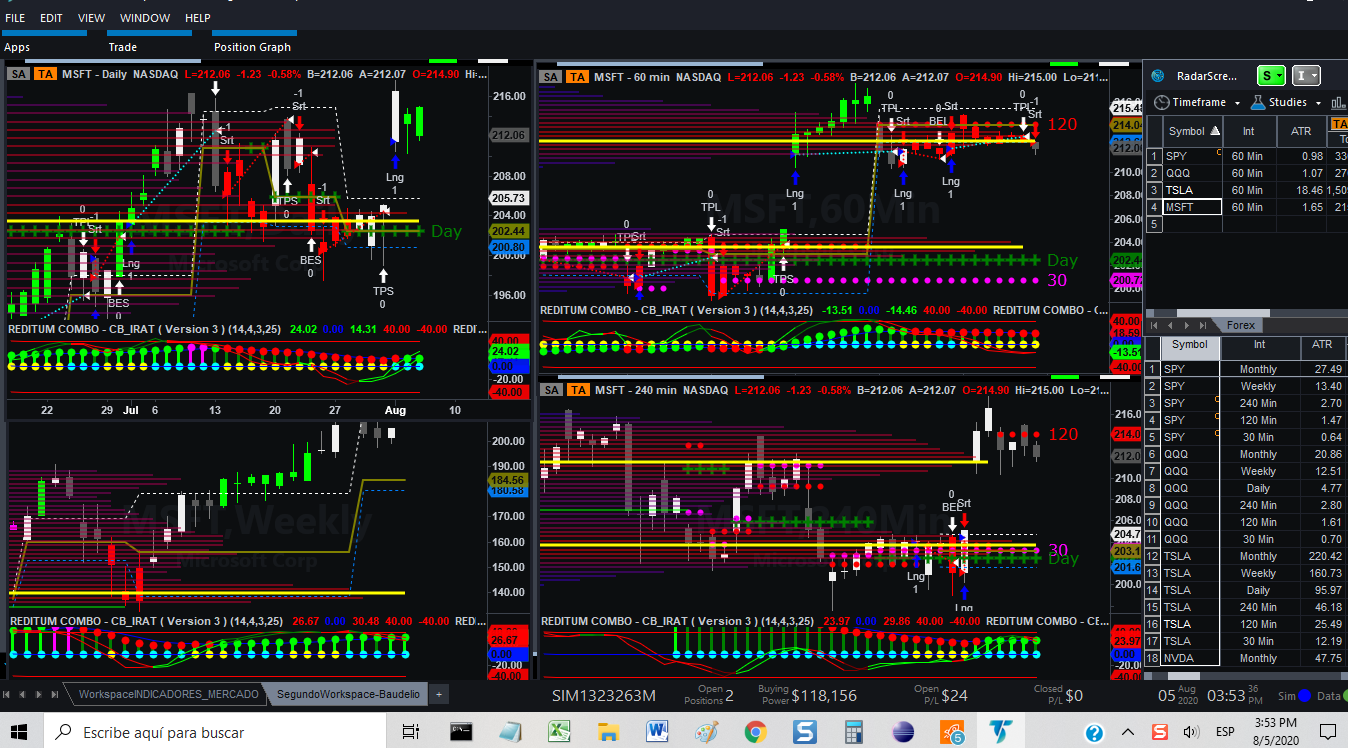 FILE EDIT VIEW WINDOW HELP
Apps Trade Position Graph
SA TA MSFT - Daily NASDAQ L=212.06 -1.23 -0.58% B=212.06 A=212.07 O=214.90 Hi-...
216.00
212.06
208.00
205.73
204.00
202.44
200.80
200.00
196.00
-1
Srt
-1
Srt
-1
Srt
-1
Srt
0
TPS
0
BES
0
Lng
1
BES
0
Lng
1
TPS
0
Day
Microsoft Corp
REDITUM COMBO - CB_IRAT ( Version 3 ) (14,4,3,25) 24.02 0.00 14.31 40.00 -40.00 REDI...
40.00
24.02
0.00
-20.00
-40.00
22 29 Jul 6 13 20 27 Aug 10
200.00
190.00
184.56
180.58
170.00
160.00
150.00
140.00
MSFT,Weekly
Microsoft Corp
REDITUM COMBO - CB_IRAT ( Version 3 ) (14,4,3,25) 26.67 0.00 30.48 40.00 -40.00 RED...
26.67
0.00
-20.00
-40.00
SA TA MSFT - 60 min NASDAQ L=212.06 -1.23 -0.58% B=212.06 A=212.07 O=214.90 Hi=215.00 Lo=21...
0
TPL
Srt
0
BEL
Srt
0
TPL
-1
Srt
120
Lng
1
Lng
1
Lng
1
0
TPL
Srt
TPS
0
Day
30
MSFT,60Min
214.04
212.00
210.00
208.00
206.00
204.00
REDITUM COMBO - CB_IRAT ( Version 3 ) (14,4,3,25) -13.51 0.00 -14.46 40.00 -40.00 REDITUM COMBO - C...
40.00
18.59
-13.51
-40.00
SA TA MSFT - 240 min NASDAQ L=212.06 -1.23 -0.58% B=212.06 A=212.07 O=214.90 Hi=215.00 Lo=2...
120
0
BEL
Srt
30
Day
Lng
1
Lng
216.0
214.0
212.0
210.0
208.0
206.0
204.7
203.1
201.6
200.0
REDITUM COMBO - CB_IRAT ( Version 3 ) (14,4,3,25) 23.97 0.00 29.86 40.00 -40.00 REDITUM COMBO - CE...
23.97
0.00
-20.0
RadarScre... S I
Timeframe Studies
Symbol Int ATR TA
1 SPY 60 Min 0.98
2 QQQ 60 Min 1.07
3 TSLA 60 Min 18.46
4 MSFT 60 Min 1.65
5
Forex
Symbol Int ATR
1 SPY Monthly 27.49
2 SPY Weekly 13.40
3 SPY 240 Min 2.70
4 SPY 120 Min 1.47
5 SPY 30 Min 0.64
6 QQQ Monthly 20.86
7 QQQ Weekly 12.51
8 QQQ Daily 4.77
9 QQQ 240 Min 2.80
10 QQQ 120 Min 1.61
11 QQQ 30 Min 0.70
12 TSLA Monthly 220.42
13 TSLA Weekly 160.73
14 TSLA Daily 95.97
15 TSLA 240 Min 46.18
16 TSLA 120 Min 25.49
17 TSLA 30 Min 12.19
18 NVDA Monthly 47.75
WorkspaceINDICADORES_MERCADO SegundoWorkspace-Baudelio +
SIM1323263M Open Positions 2 Buying Power $118,156 Open P/L $24 Closed P/L $0 05 Aug 2020 03:53 36 PM Sim Data
Escribe aquí para buscar
ESP
3:53 PM
8/5/2020